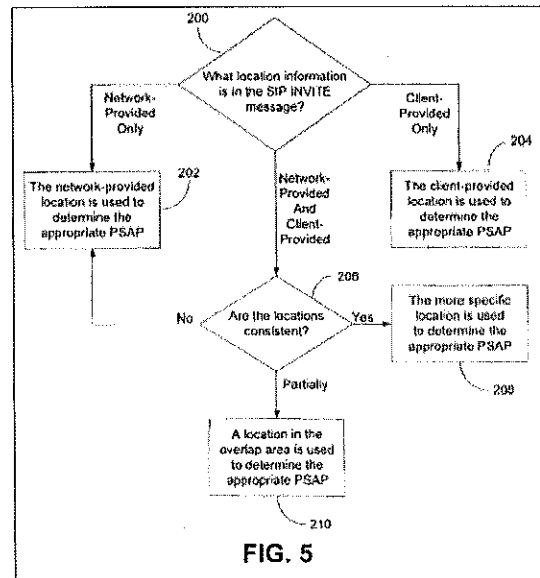 200
What location information
is in the SIP INVITE
message?
Network-
Provided
Only
Client-
Provided
Only
202
204
The network-provided
location is used to
determine the
appropriate PSAP
Network-
Provided
And
Client-
Provided
The client-provided
location is used to
determine the
appropriate PSAP
206
No
Are the locations
consistent?
Yes
The more specific
location is used
to determine the
appropriate PSAP
208
Partially
A location in the
overlap area is used
to determine the
appropriate PSAP
210
FIG. 5